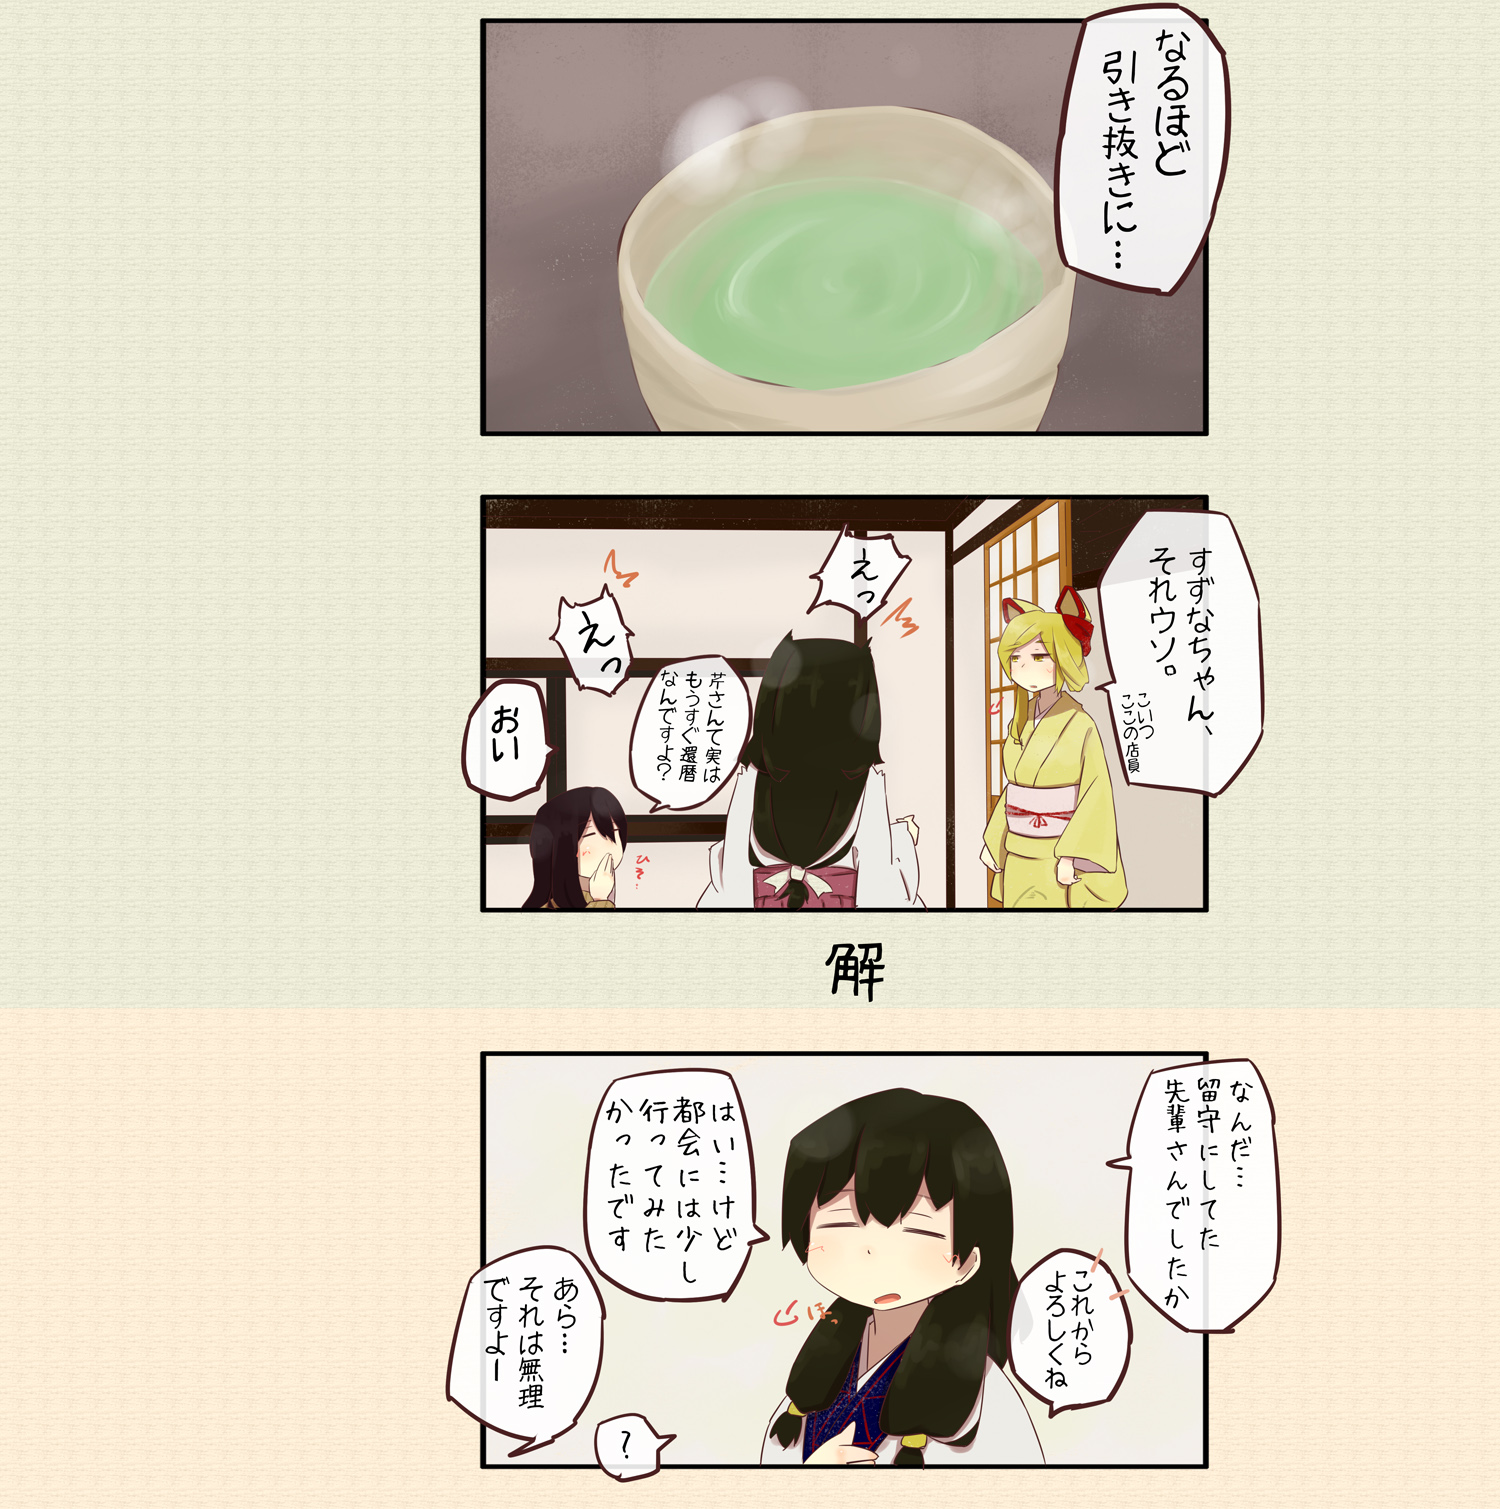 なるほど
引き抜きに…
すずなちゃん、
それウソ。
こいつ
ここの店員
えっ
芹さんて実は
もうすぐ還暦
なんですよ?
えっ
おい
ひそ…
解
なんだ…
留守にしてた
先輩さんでしたか
これから
よろしくね
はい…けど
都会には少し
行ってみた
かったです
ほっ
あら…
それは無理
ですよー
?